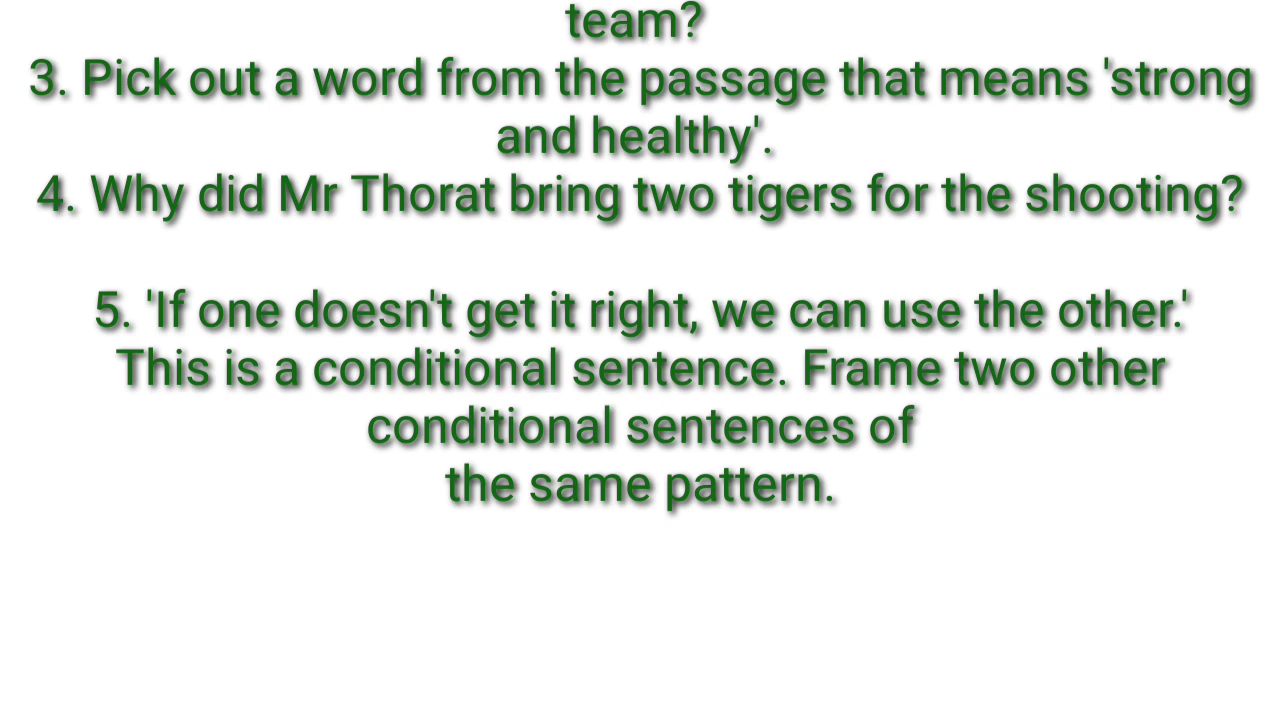 team?
3. Pick out a word from the passage that means 'strong
and healthy'.
4. Why did Mr Thorat bring two tigers for the shooting?
5. 'If one doesn't get it right, we can use the other.'
This is a conditional sentence. Frame two other
conditional sentences of
the same pattern.